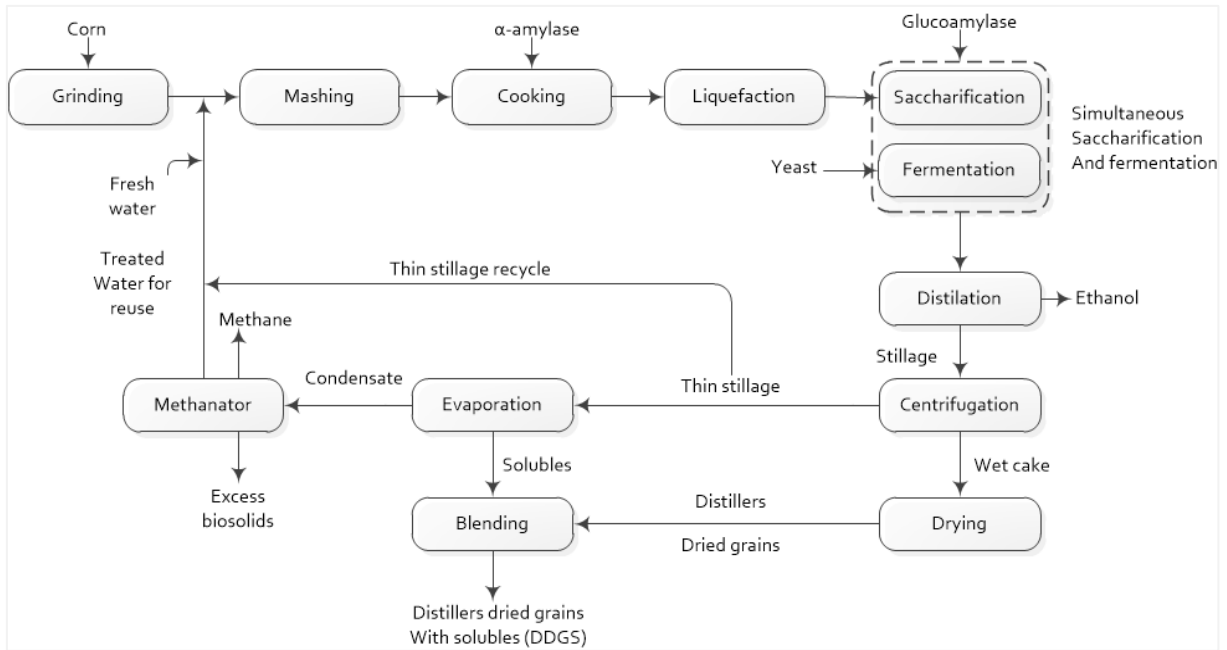 Corn
α-amylase
Glucoamylase
Grinding
Mashing
Cooking
Liquefaction
Saccharification
Simultaneous
Saccharification
And fermentation
Yeast
Fermentation
Fresh
water
Treated
Water for
reuse
Thin stillage recycle
Distilation
Ethanol
Methane
Stillage
Condensate
Thin stillage
Methanator
Evaporation
Centrifugation
Solubles
Wet cake
Excess
biosolids
Distillers
Blending
Drying
Dried grains
Distillers dried grains
With solubles (DDGS)